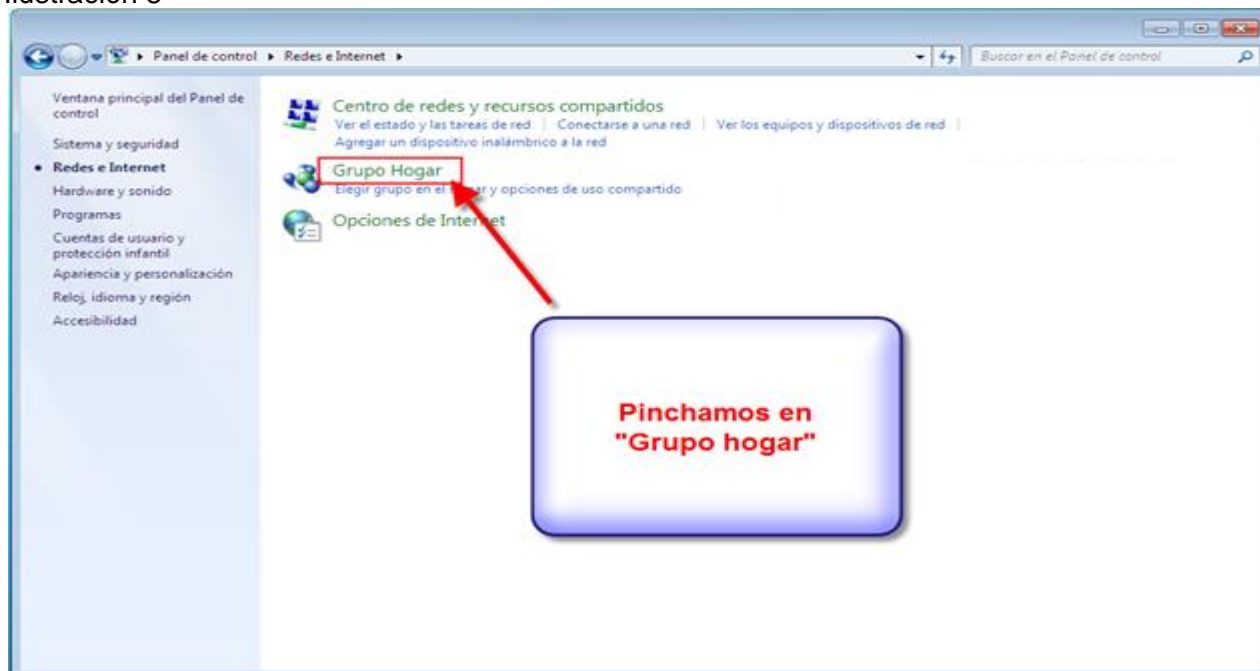 Panel de control ▸ Redes e Internet ▸
Buscar en el Panel de control
Ventana principal del Panel de
control
Sistema y seguridad
Redes e Internet
Hardware y sonido
Programas
Cuentas de usuario y
protección infantil
Apariencia y personalización
Reloj, idioma y región
Accesibilidad
Centro de redes y recursos compartidos
Ver el estado y las tareas de red | Conectarse a una red | Ver los equipos y dispositivos de red |
Agregar un dispositivo inalámbrico a la red
Grupo Hogar
Elegir grupo en el y opciones de uso compartido
Opciones de Internet
Pinchamos en
"Grupo hogar"